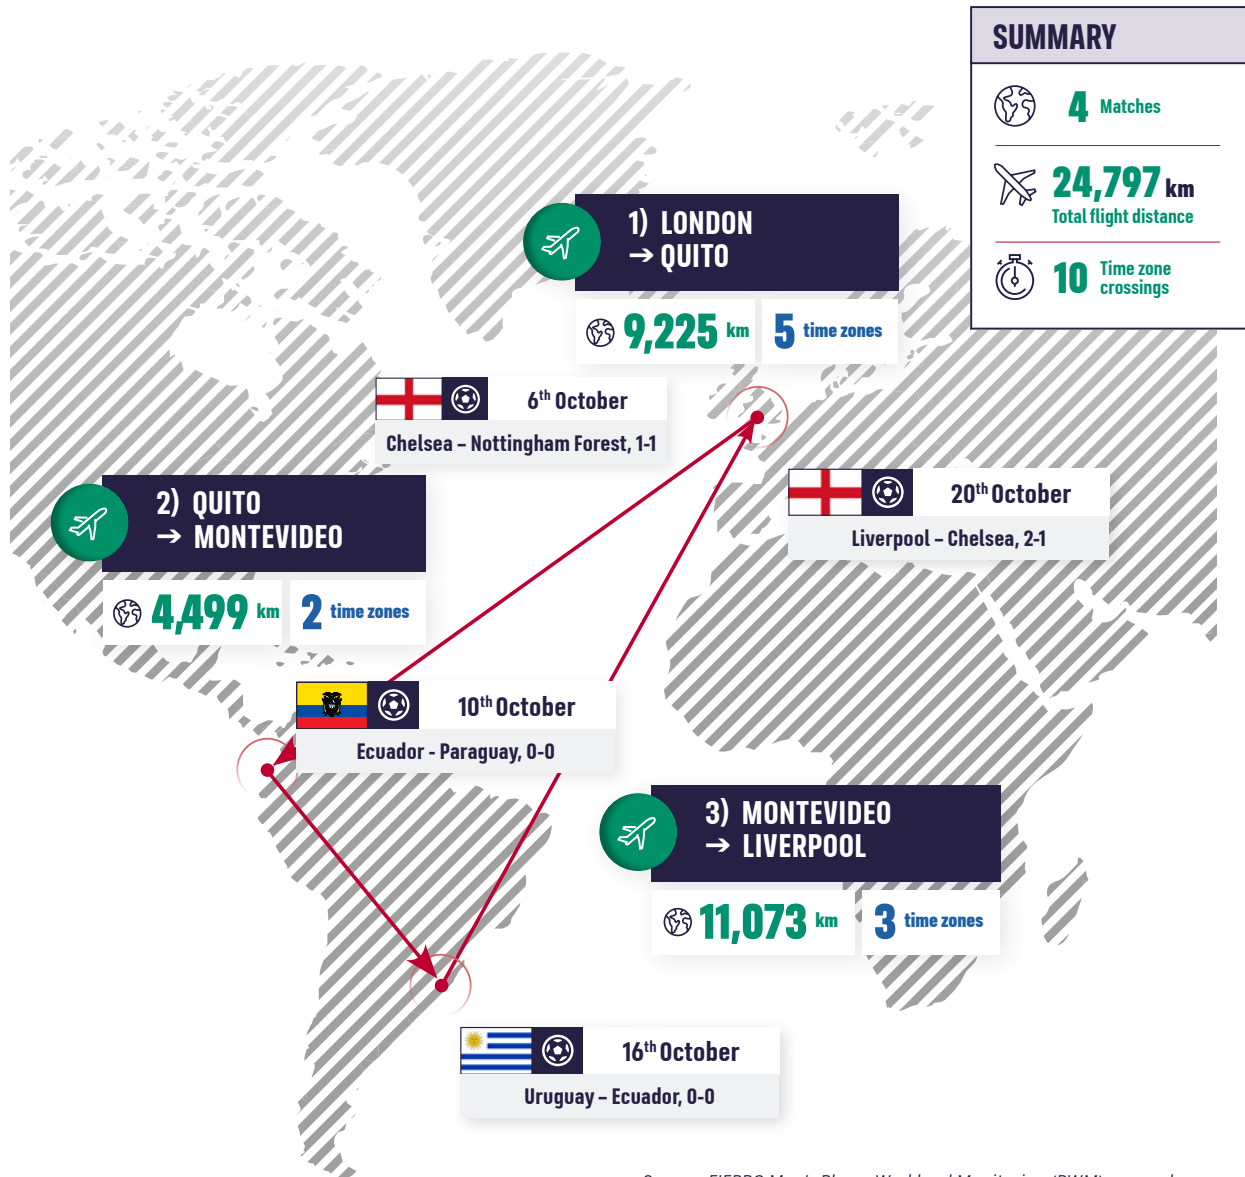 SUMMARY
4 Matches
24,797 km
Total flight distance
10 Time zone
crossings
1) LONDON
→ QUITO
9,225 km 5 time zones
6th October
Chelsea – Nottingham Forest, 1-1
20th October
Liverpool – Chelsea, 2-1
2) QUITO
→ MONTEVIDEO
4,499 km 2 time zones
10th October
Ecuador - Paraguay, 0-0
3) MONTEVIDEO
→ LIVERPOOL
11,073 km 3 time zones
16th October
Uruguay – Ecuador, 0-0